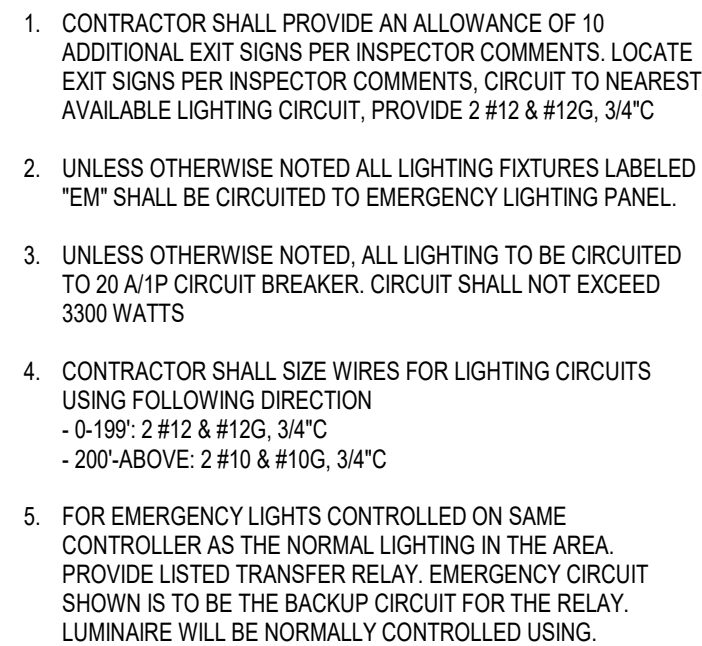 1. CONTRACTOR SHALL PROVIDE AN ALLOWANCE OF 10
ADDITIONAL EXIT SIGNS PER INSPECTOR COMMENTS. LOCATE
EXIT SIGNS PER INSPECTOR COMMENTS, CIRCUIT TO NEAREST
AVAILABLE LIGHTING CIRCUIT, PROVIDE 2 #12 & #12G, 3/4"C
2. UNLESS OTHERWISE NOTED ALL LIGHTING FIXTURES LABELED
"EM" SHALL BE CIRCUITED TO EMERGENCY LIGHTING PANEL.
3. UNLESS OTHERWISE NOTED, ALL LIGHTING TO BE CIRCUITED
TO 20 A/1P CIRCUIT BREAKER. CIRCUIT SHALL NOT EXCEED
3300 WATTS
4. CONTRACTOR SHALL SIZE WIRES FOR LIGHTING CIRCUITS
USING FOLLOWING DIRECTION
- 0-199': 2 #12 & #12G, 3/4"C
- 200'-ABOVE: 2 #10 & #10G, 3/4"C
5. FOR EMERGENCY LIGHTS CONTROLLED ON SAME
CONTROLLER AS THE NORMAL LIGHTING IN THE AREA.
PROVIDE LISTED TRANSFER RELAY. EMERGENCY CIRCUIT
SHOWN IS TO BE THE BACKUP CIRCUIT FOR THE RELAY.
LUMINAIRE WILL BE NORMALLY CONTROLLED USING.